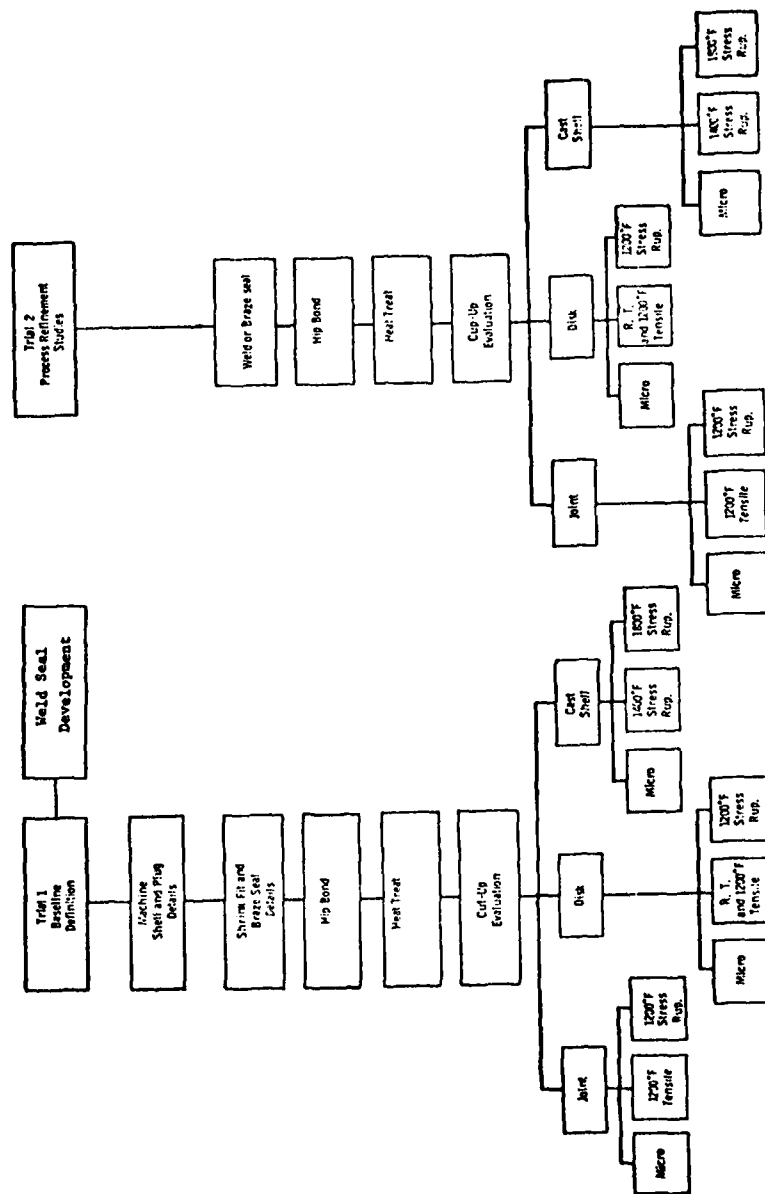 Trial 1
Baseline
Definition
Weld Seal
Development
Machine
Shell and Plug
Details
Shrink Fit and
Braze Seal
Details
Hip Bond
Heat Treat
Cut-Up
Evaluation
Joint
Disk
Cast
Shell
Micro
1200°F
Tensile
1200°F
Stress
Rup.
Micro
R. T.
and 1200°F
Tensile
1200°F
Stress
Rup.
Micro
1400°F
Stress
Rup.
1800°F
Stress
Rup.
Trial 2
Process Refinement
Studies
Weld or Braze seal
Hip Bond
Heat Treat
Cup-Up
Evaluation
Joint
Disk
Cast
Shell
Micro
1200°F
Tensile
1200°F
Stress
Rup.
Micro
R. T.
and 1200°F
Tensile
1200°F
Stress
Rup.
Micro
1400°F
Stress
Rup.
Stress
Rup.